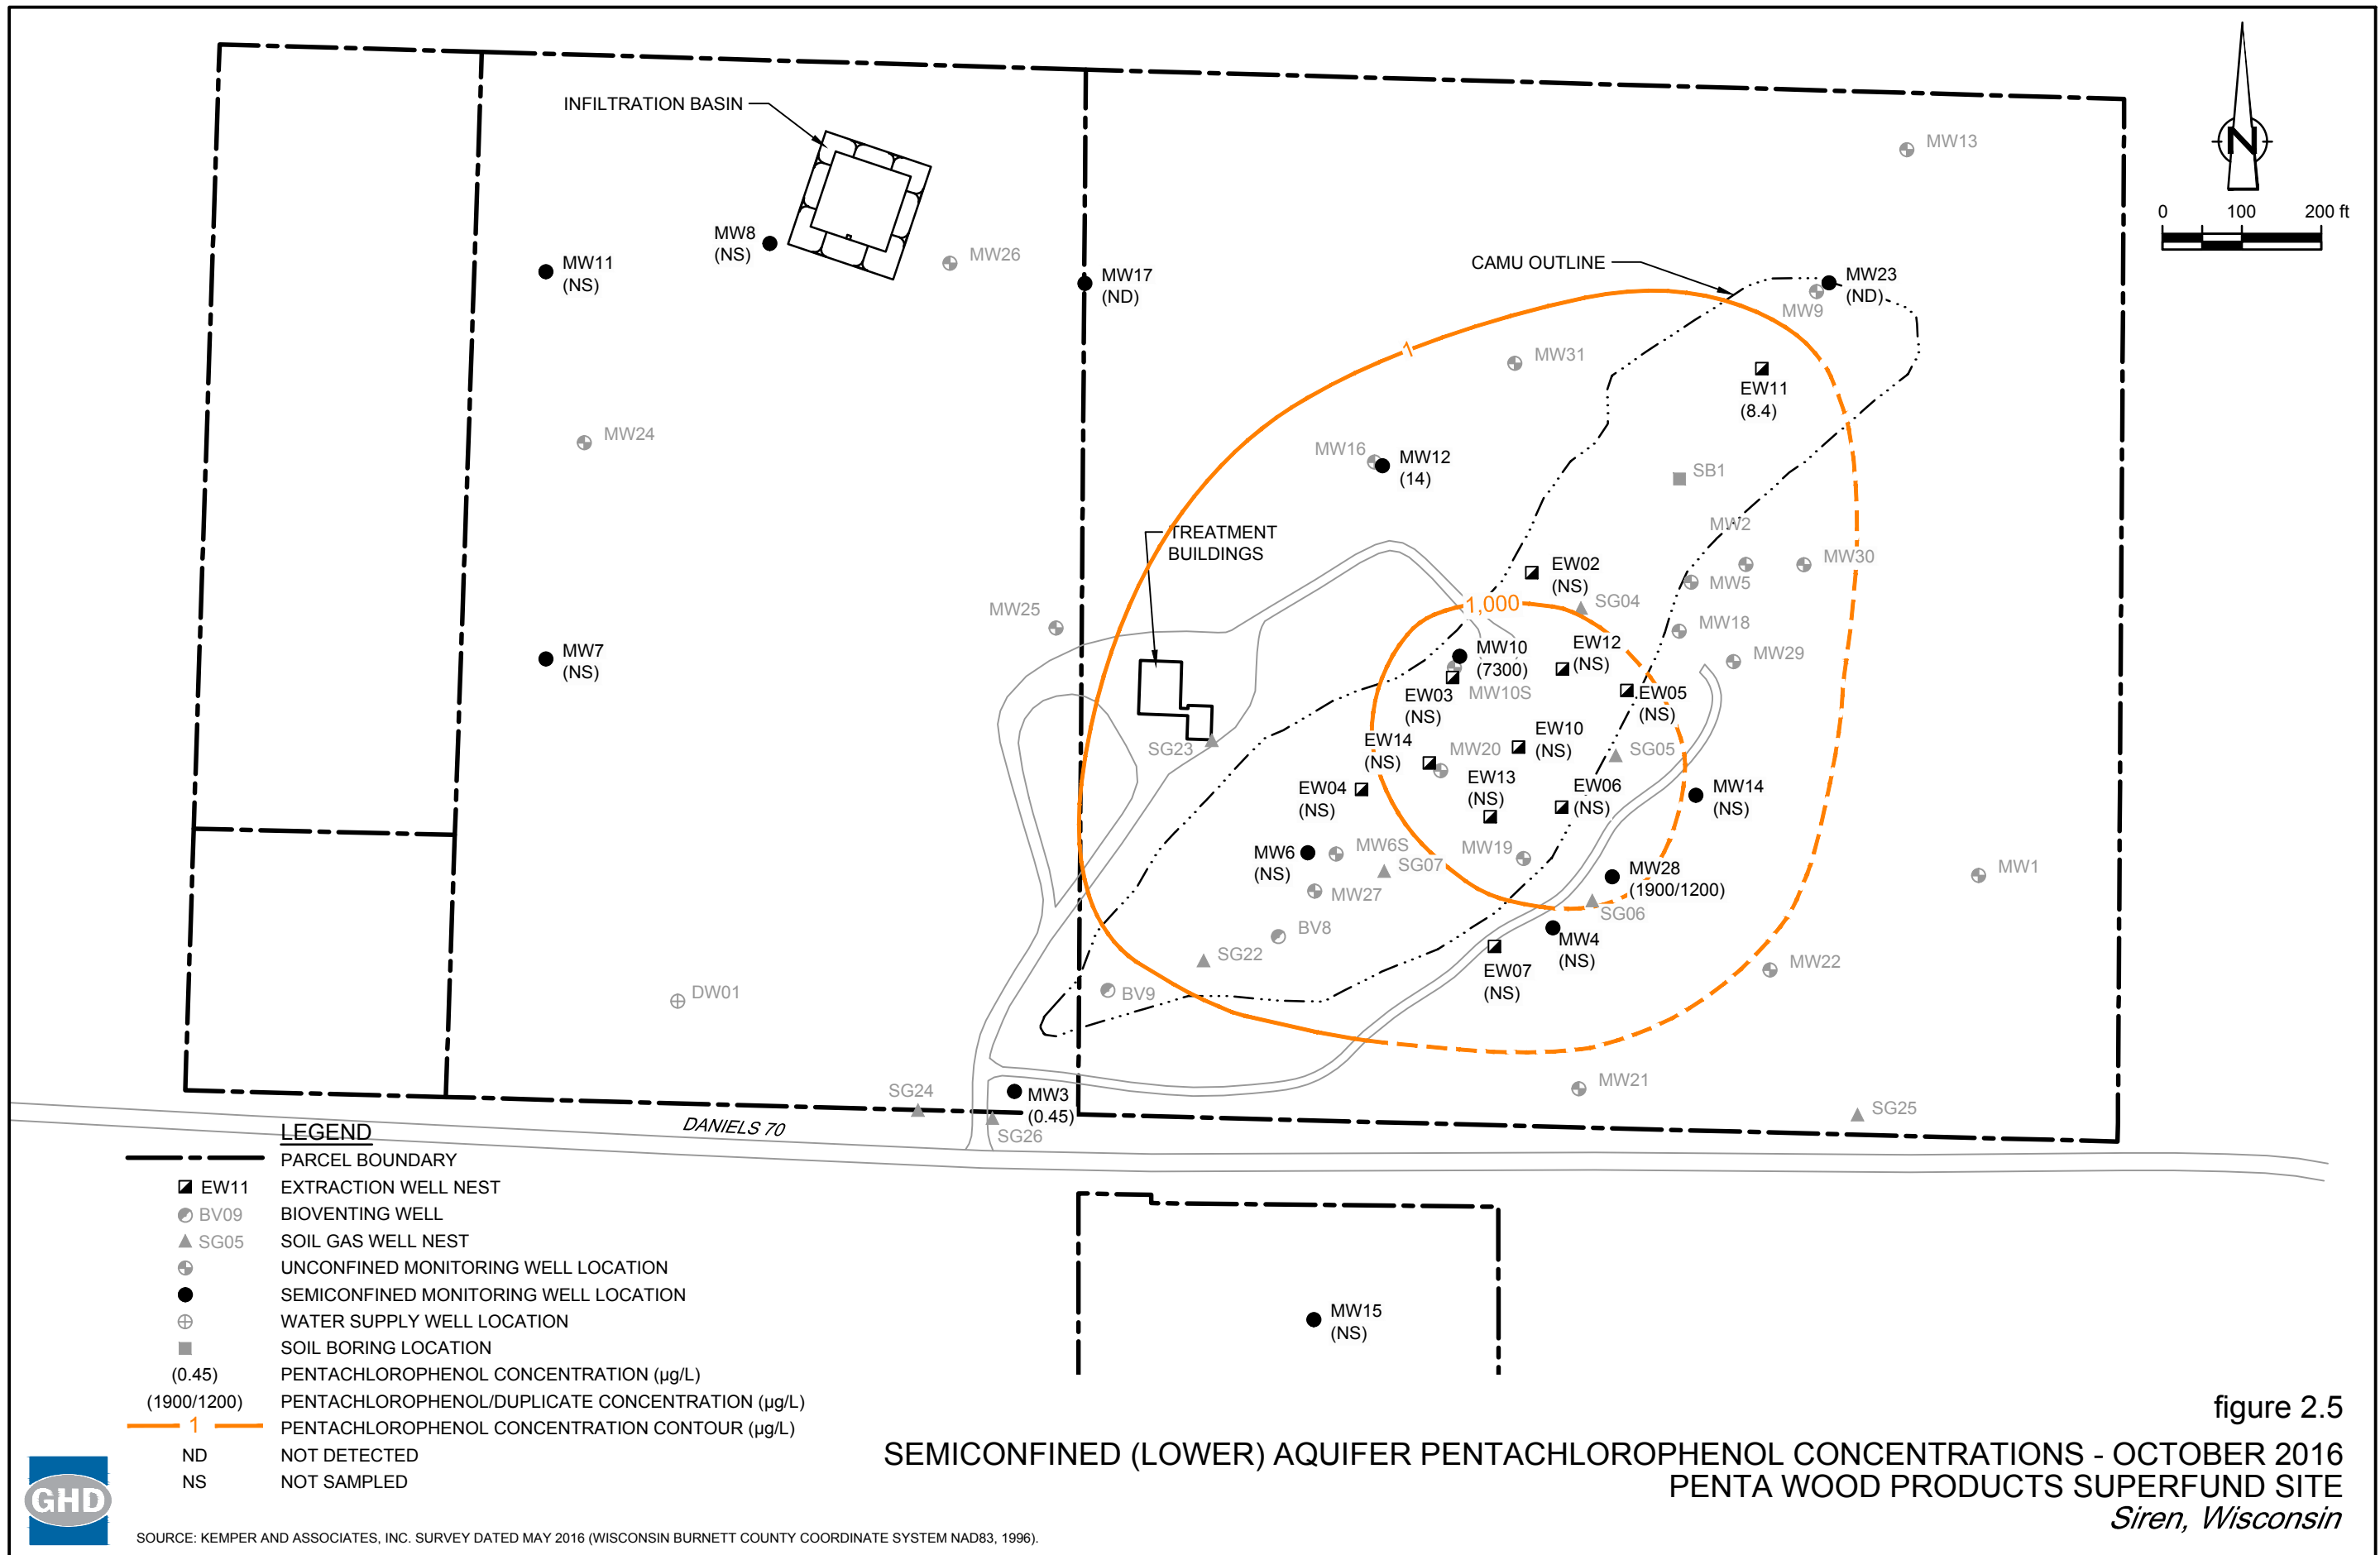 INFILTRATION BASIN
MW13
N
0 100 200 ft
MW8
(NS)
MW11
(NS)
MW26
MW17
(ND)
CAMU OUTLINE
MW23
(ND)
MW9
1
MW31
EW11
(8.4)
MW24
MW16
MW12
(14)
SB1
TREATMENT
BUILDINGS
MW2
MW30
EW02
(NS)
MW5
SG04
1,000
MW25
MW18
MW7
(NS)
MW10
(7300)
EW12
(NS)
MW29
EW03
(NS)
MW10S
EW05
(NS)
SG23
EW14
(NS)
MW20
EW10
(NS)
SG05
EW04
(NS)
EW13
(NS)
EW06
(NS)
MW14
(NS)
MW6
(NS)
MW6S
SG07
MW19
MW28
(1900/1200)
MW1
MW27
SG06
BV8
MW4
(NS)
SG22
EW07
(NS)
MW22
DW01
BV9
SG24
MW3
(0.45)
MW21
SG25
SG26
DANIELS 70
MW15
(NS)
LEGEND
PARCEL BOUNDARY
EW11 EXTRACTION WELL NEST
BV09 BIOVENTING WELL
SG05 SOIL GAS WELL NEST
UNCONFINED MONITORING WELL LOCATION
SEMICONFINED MONITORING WELL LOCATION
WATER SUPPLY WELL LOCATION
SOIL BORING LOCATION
(0.45) PENTACHLOROPHENOL CONCENTRATION (µg/L)
(1900/1200) PENTACHLOROPHENOL/DUPLICATE CONCENTRATION (µg/L)
1 PENTACHLOROPHENOL CONCENTRATION CONTOUR (µg/L)
ND NOT DETECTED
NS NOT SAMPLED
GHD
SOURCE: KEMPER AND ASSOCIATES, INC. SURVEY DATED MAY 2016 (WISCONSIN BURNETT COUNTY COORDINATE SYSTEM NAD83, 1996).
figure 2.5
SEMICONFINED (LOWER) AQUIFER PENTACHLOROPHENOL CONCENTRATIONS - OCTOBER 2016
PENTA WOOD PRODUCTS SUPERFUND SITE
Siren, Wisconsin